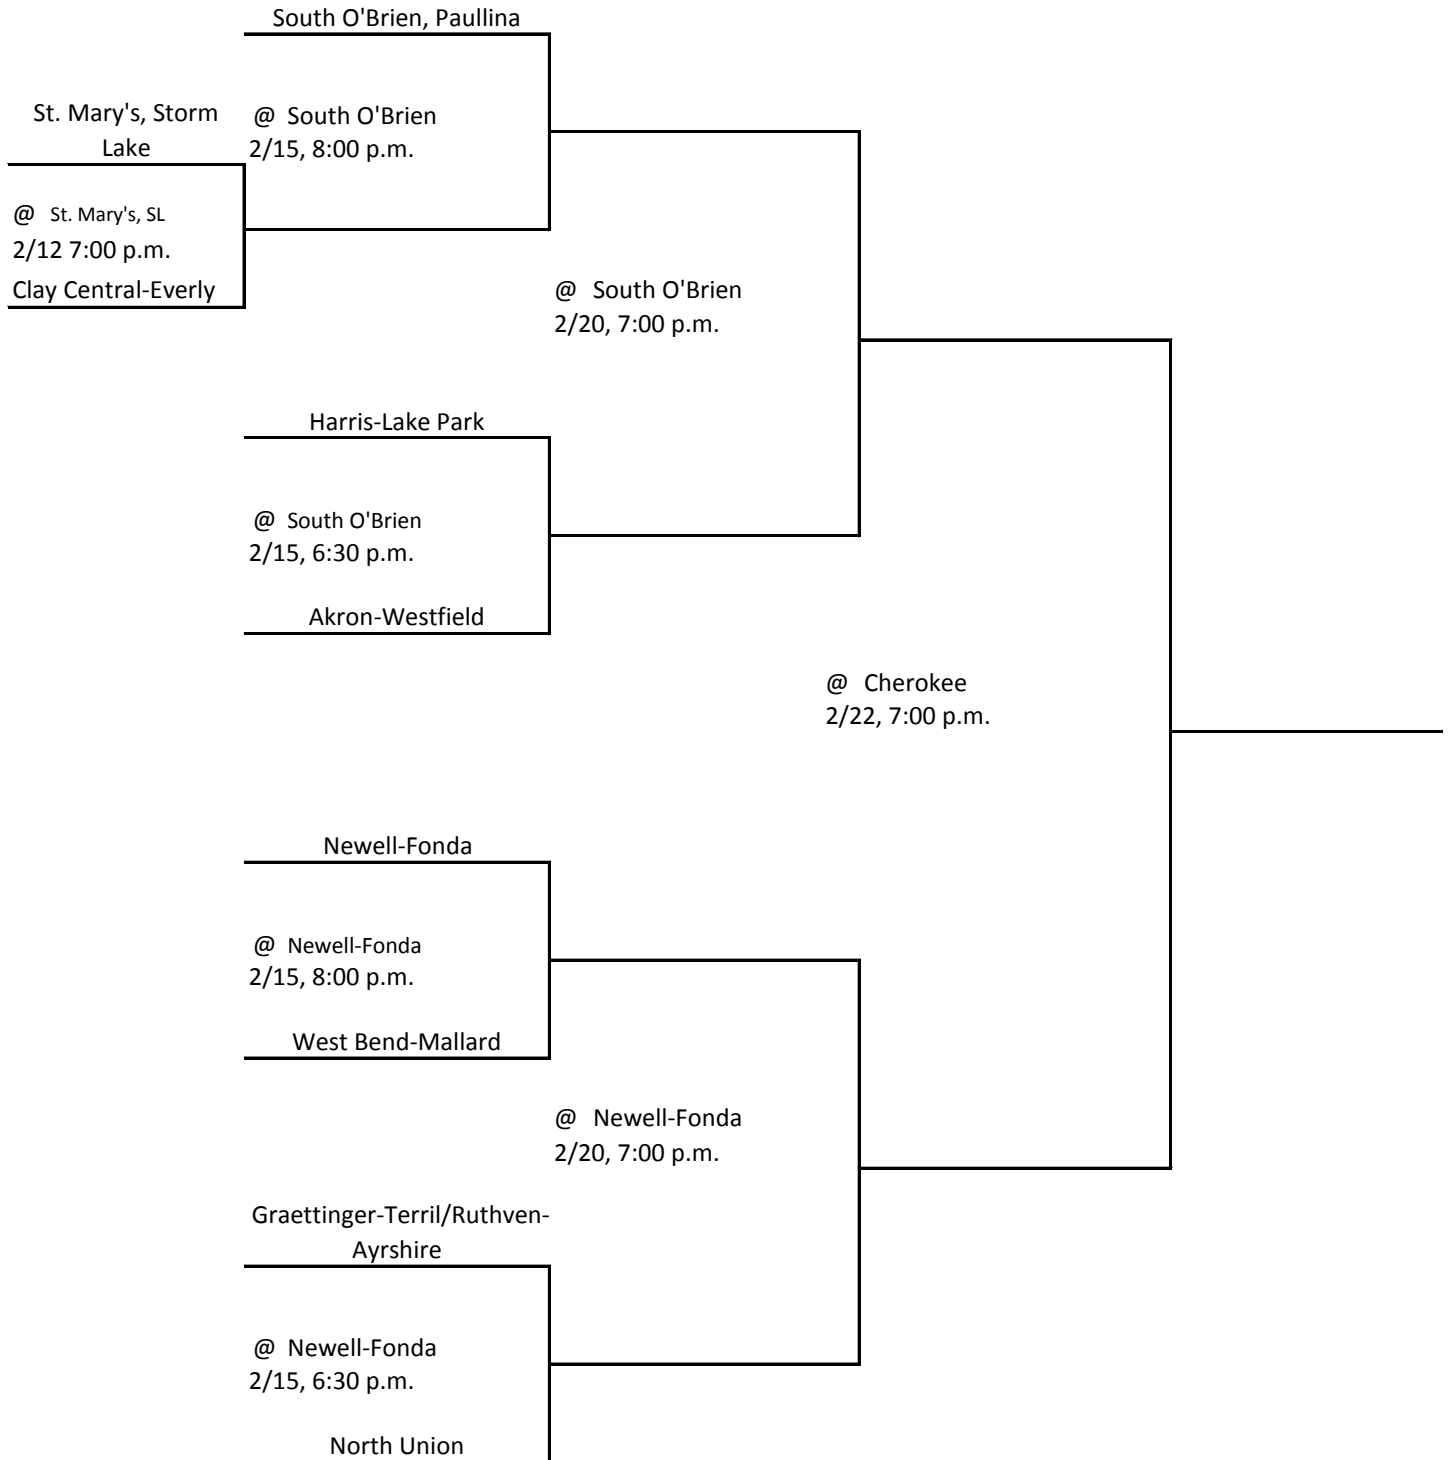 South O'Brien, Paullina
St. Mary's, Storm
Lake
@ South O'Brien
2/15, 8:00 p.m.
@ St. Mary's, SL
2/12 7:00 p.m.
Clay Central-Everly
@ South O'Brien
2/20, 7:00 p.m.
Harris-Lake Park
@ South O'Brien
2/15, 6:30 p.m.
Akron-Westfield
@ Cherokee
2/22, 7:00 p.m.
Newell-Fonda
@ Newell-Fonda
2/15, 8:00 p.m.
West Bend-Mallard
@ Newell-Fonda
2/20, 7:00 p.m.
Graettinger-Terril/Ruthven-
Ayrshire
@ Newell-Fonda
2/15, 6:30 p.m.
North Union